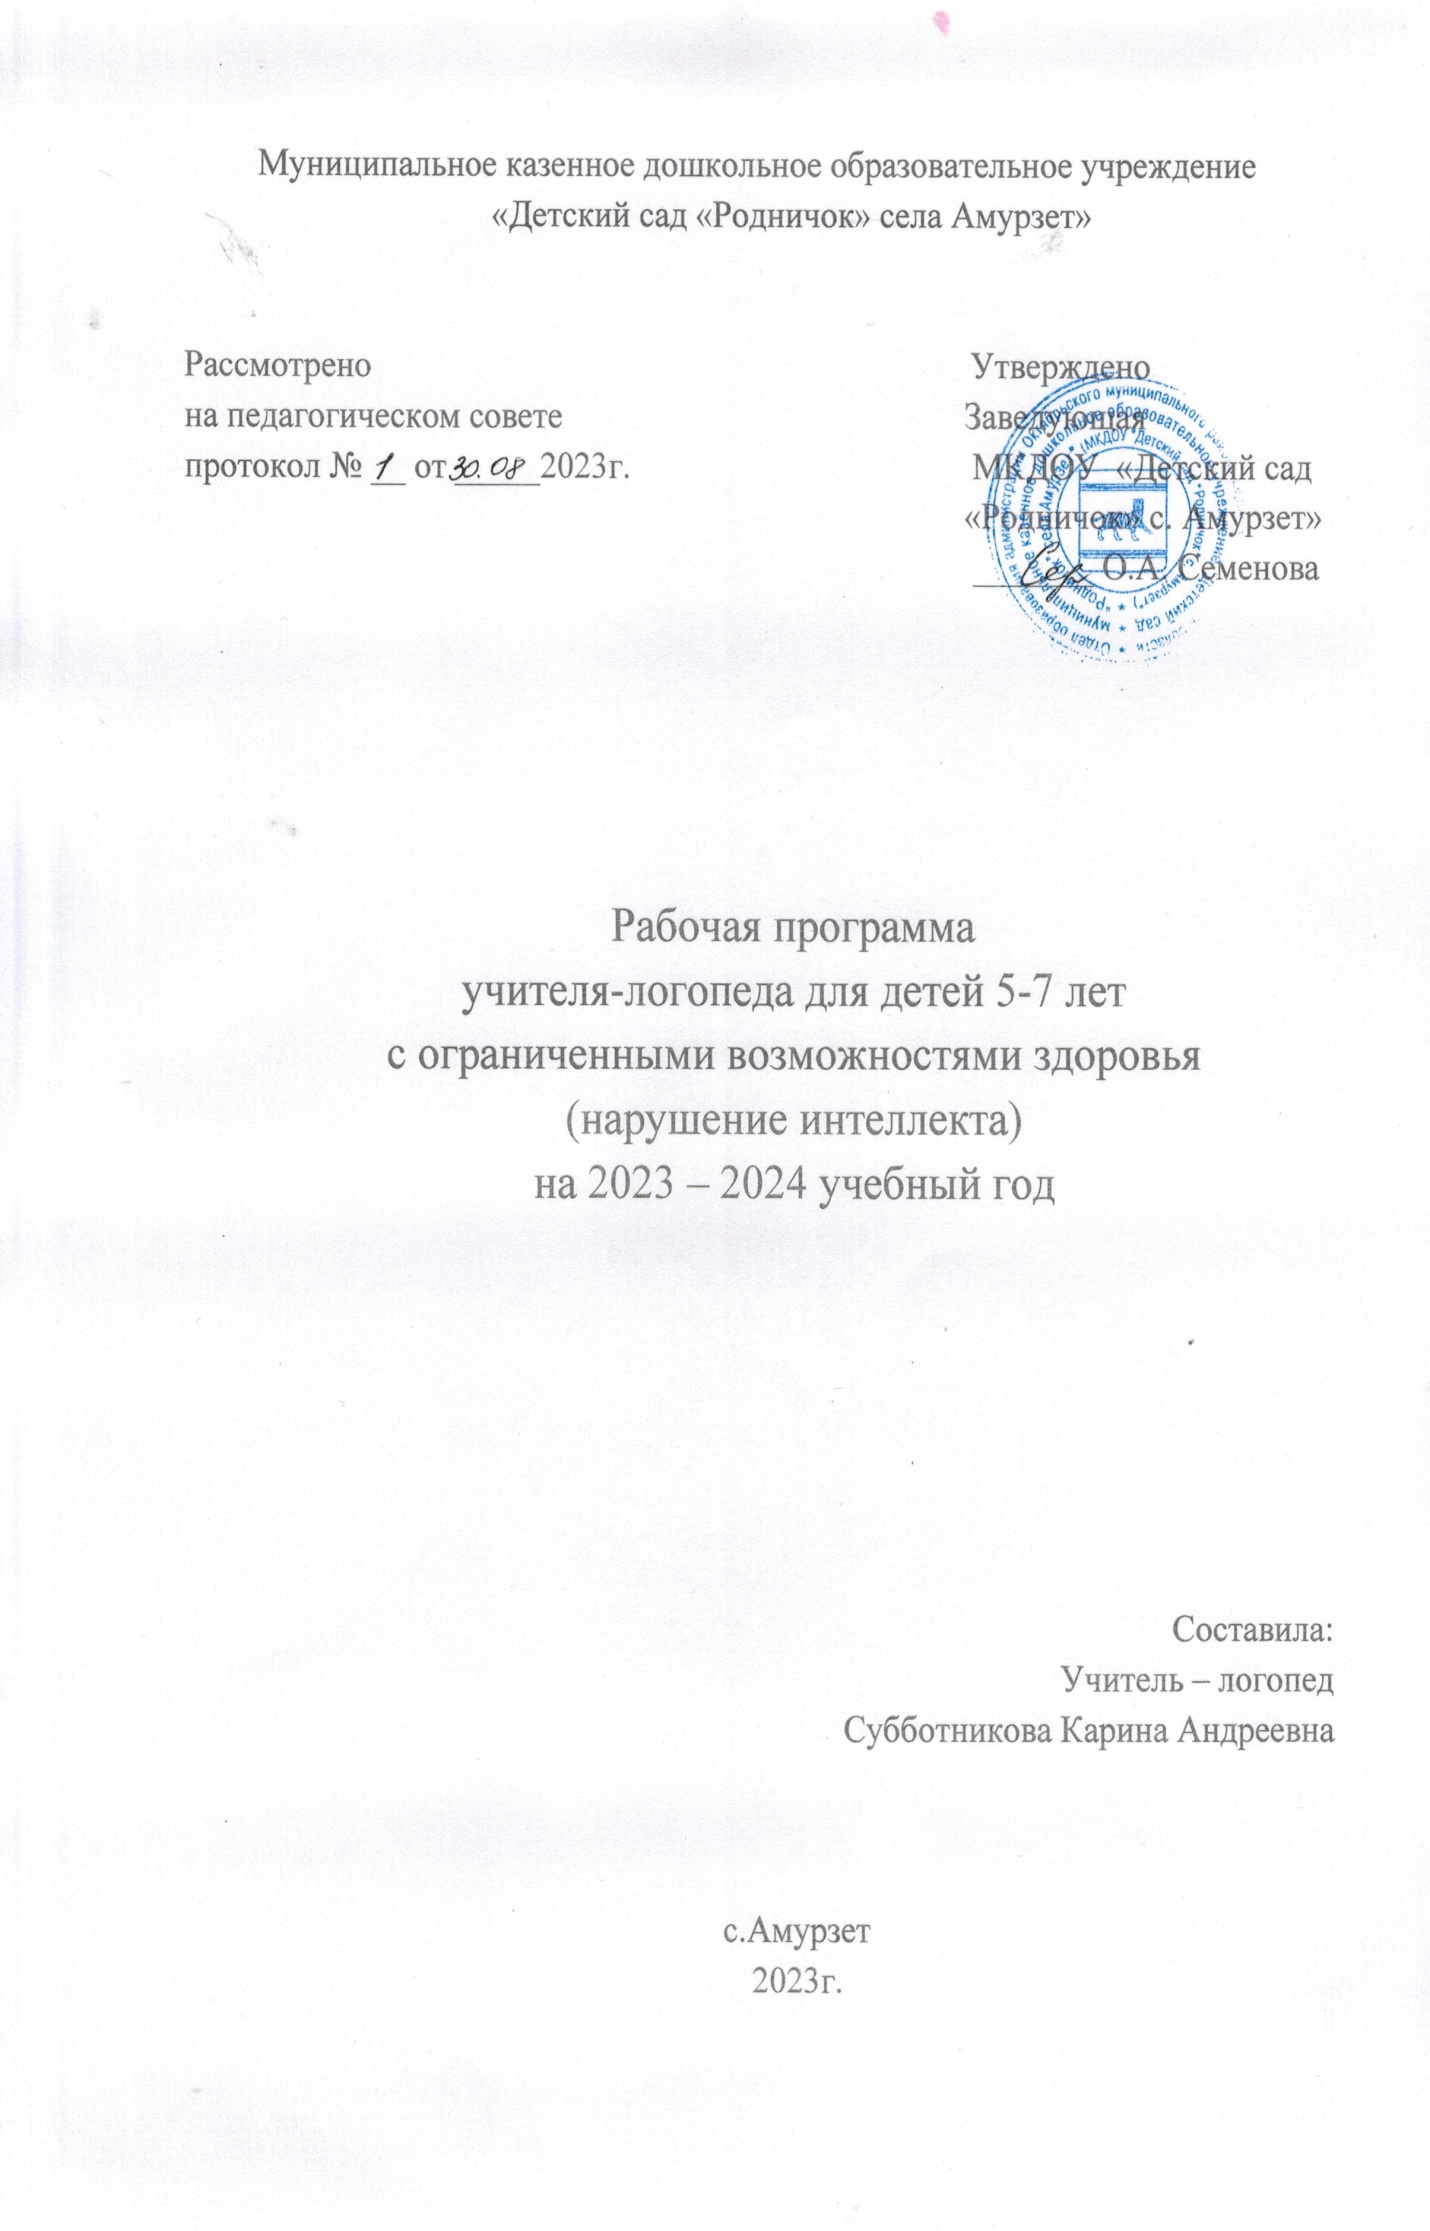 Муниципальное казенное дошкольное образовательное учреждение
«Детский сад «Родничок» села Амурзет»
Рассмотрено
на педагогическом совете
протокол № 1 от 30.08 2023г.
Утверждено
Заведующая
МКДОУ «Детский сад
«Родничок» с. Амурзет»
О.А. Семенова
Рабочая программа
учителя-логопеда для детей 5-7 лет
с ограниченными возможностями здоровья
(нарушение интеллекта)
на 2023 – 2024 учебный год
Составила:
Учитель – логопед
Субботникова Карина Андреевна
с.Амурзет
2023г.